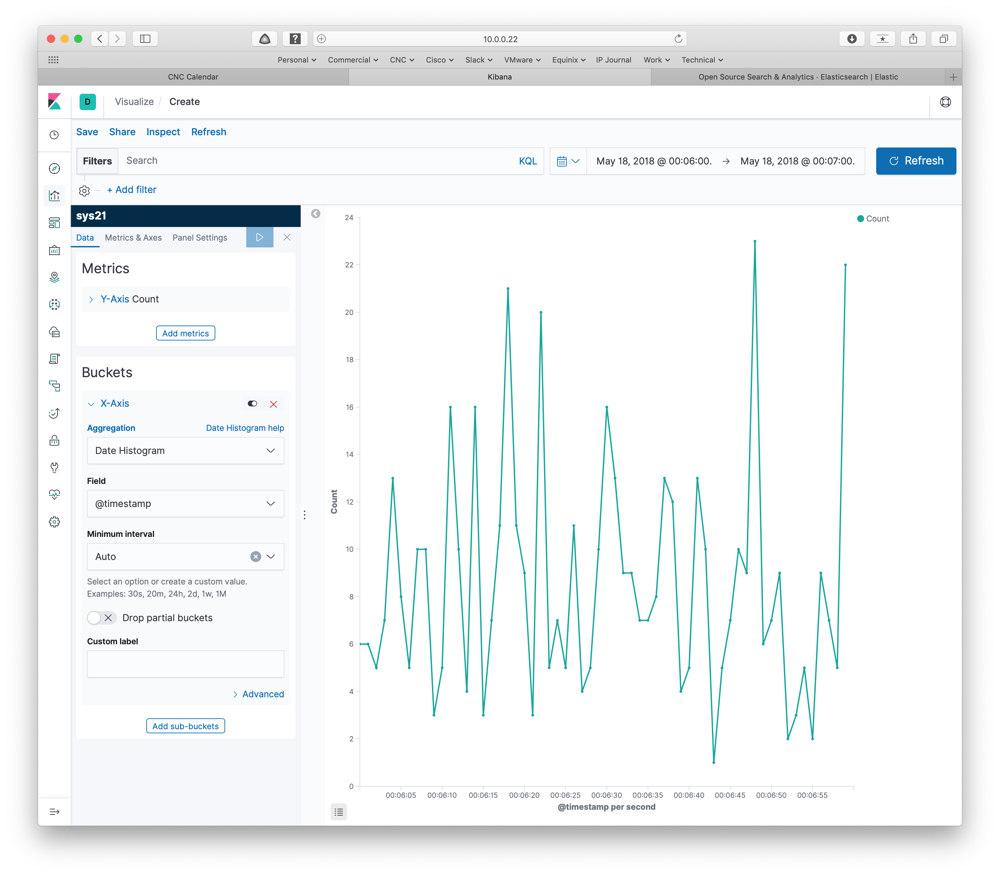 10.0.0.22
Personal Commercial CNC Cisco Slack VMware Equinix IP Journal Work Technical
CNC Calendar Kibana Open Source Search & Analytics · Elasticsearch | Elastic
D Visualize / Create
Save Share Inspect Refresh
Filters Search KQL May 18, 2018 @ 00:06:00. → May 18, 2018 @ 00:07:00. Refresh
+ Add filter
sys21
Data Metrics & Axes Panel Settings
Metrics
Y-Axis Count
Add metrics
Buckets
X-Axis
Aggregation Date Histogram help
Date Histogram
Field
@timestamp
Minimum interval
Auto
Select an option or create a custom value.
Examples: 30s, 20m, 24h, 2d, 1w, 1M
Drop partial buckets
Custom label
Advanced
Add sub-buckets
Count
24
22
20
18
16
14
12
10
8
6
4
2
0
Count
00:06:05 00:06:10 00:06:15 00:06:20 00:06:25 00:06:30 00:06:35 00:06:40 00:06:45 00:06:50 00:06:55
@timestamp per second